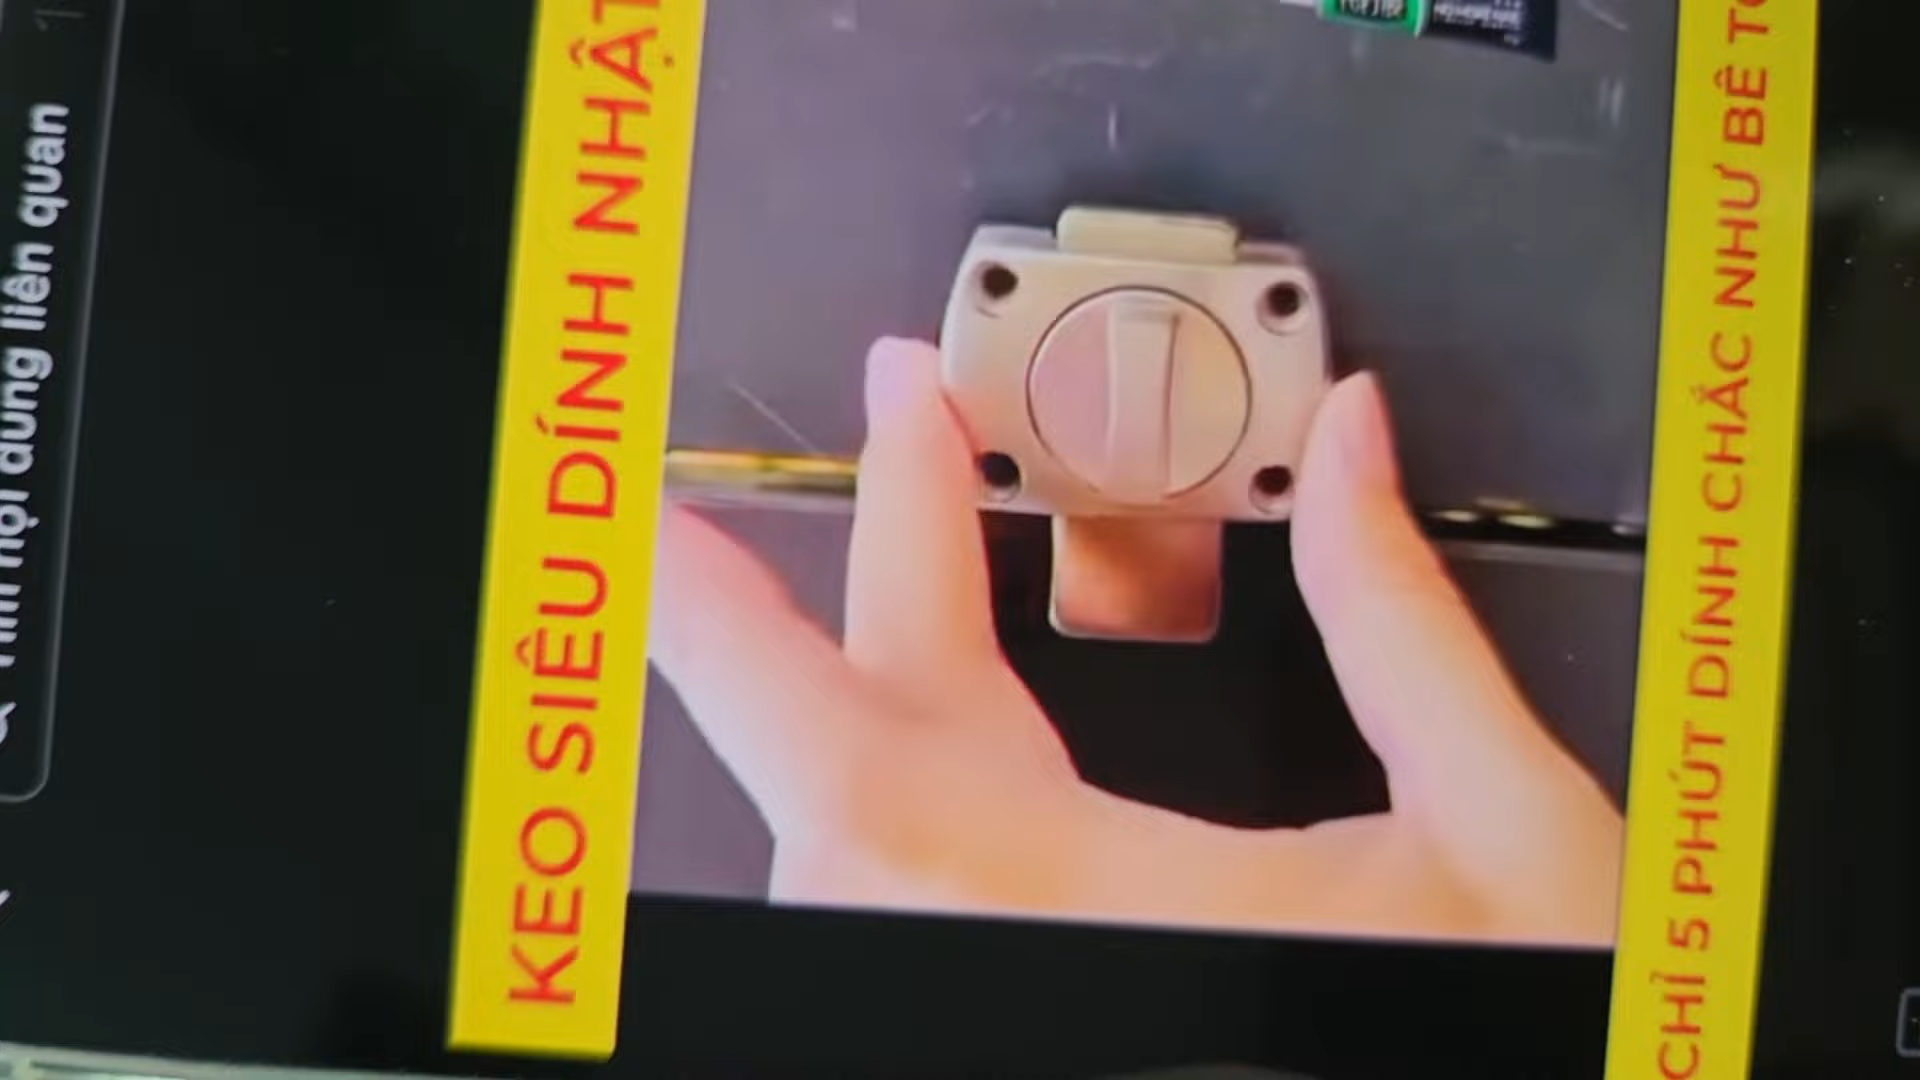 nội dung liên quan
KEO SIÊU DÍNH NHẬT
CHỈ 5 PHÚT DÍNH CHẮC NHƯ BÊ